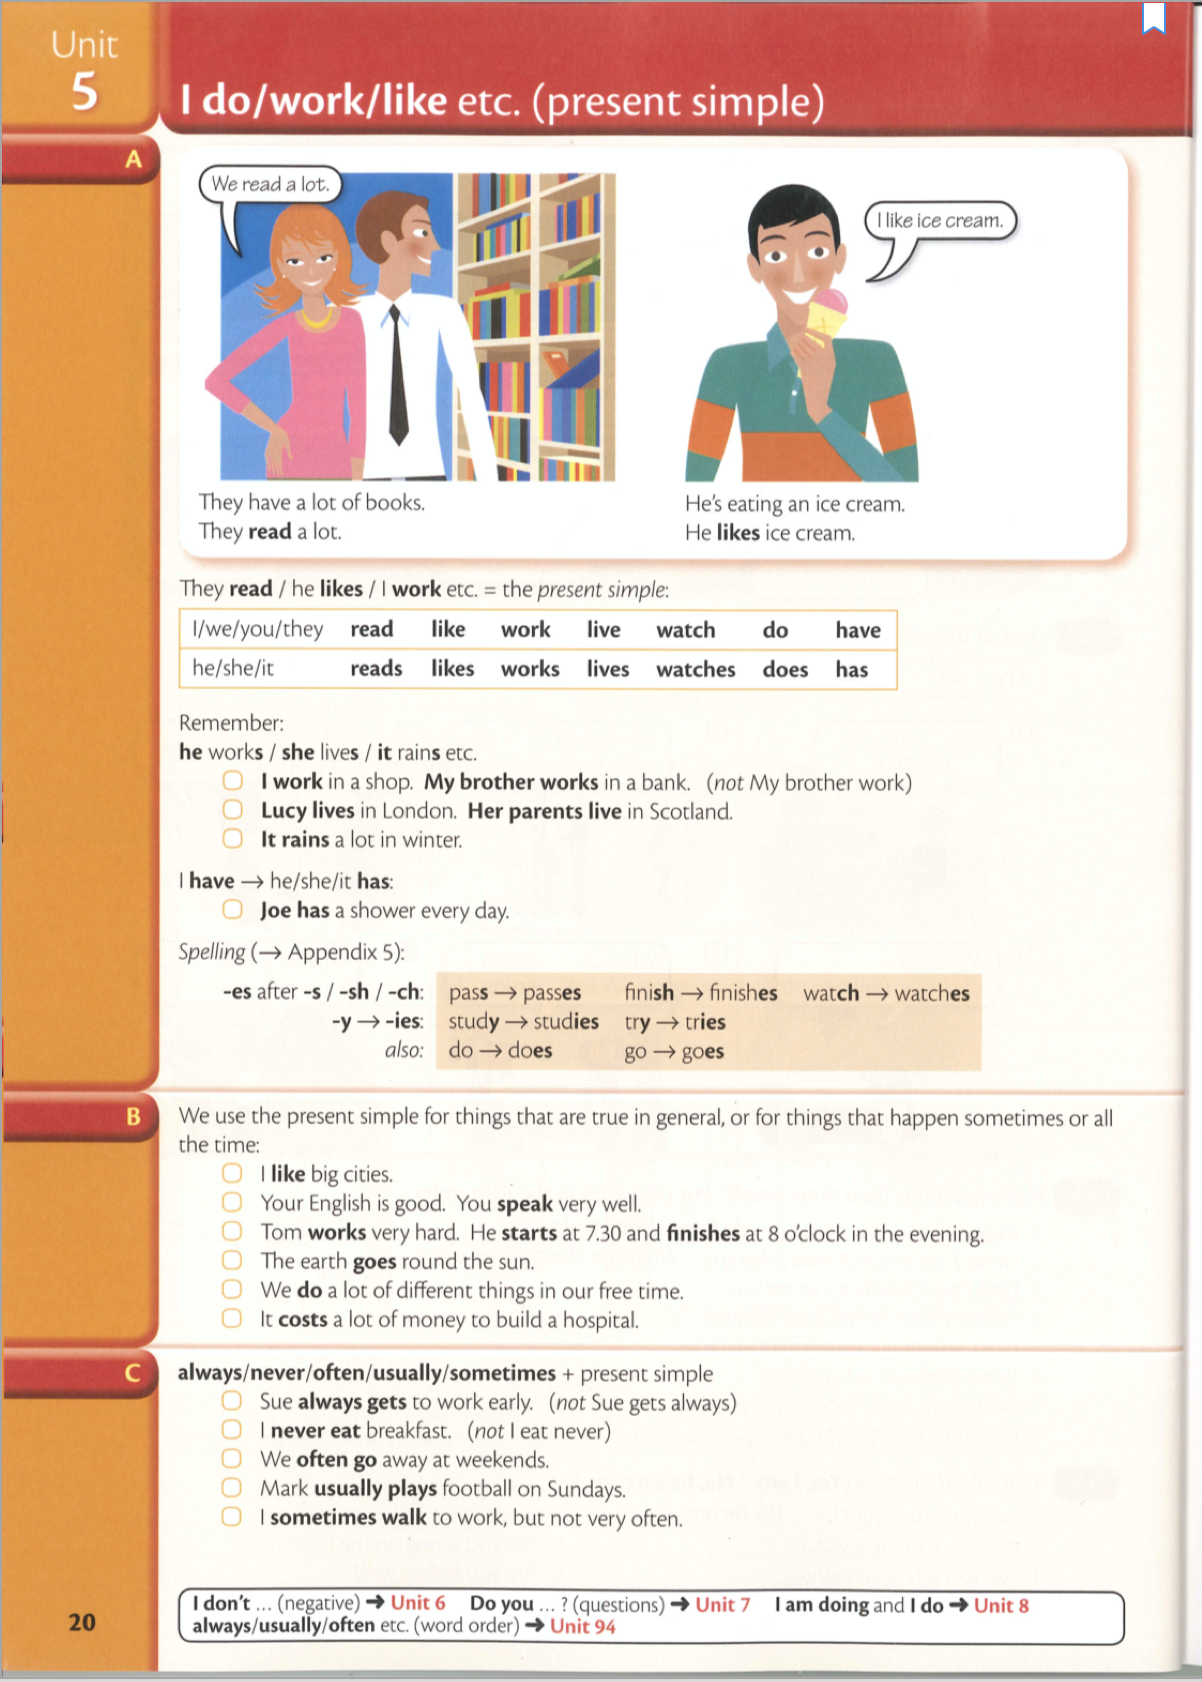 Unit
5
I do/work/like etc. (present simple)
A
We read a lot.
I like ice cream.
They have a lot of books.
They read a lot.
He's eating an ice cream.
He likes ice cream.
They read / he likes / I work etc. = the present simple:
I/we/you/they read like work live watch do have
he/she/it reads likes works lives watches does has
Remember:
he works / she lives / it rains etc.
I work in a shop. My brother works in a bank. (not My brother work)
Lucy lives in London. Her parents live in Scotland.
It rains a lot in winter.
I have → he/she/it has:
Joe has a shower every day.
Spelling (→ Appendix 5):
-es after -s / -sh / -ch: pass → passes finish → finishes watch → watches
-y → -ies: study → studies try → tries
also: do → does go → goes
B
We use the present simple for things that are true in general, or for things that happen sometimes or all
the time:
I like big cities.
Your English is good. You speak very well.
Tom works very hard. He starts at 7.30 and finishes at 8 o'clock in the evening.
The earth goes round the sun.
We do a lot of different things in our free time.
It costs a lot of money to build a hospital.
C
always/never/often/usually/sometimes + present simple
Sue always gets to work early. (not Sue gets always)
I never eat breakfast. (not I eat never)
We often go away at weekends.
Mark usually plays football on Sundays.
I sometimes walk to work, but not very often.
20
I don't ... (negative) → Unit 6 Do you ... ? (questions) → Unit 7 I am doing and I do → Unit 8
always/usually/often etc. (word order) → Unit 94